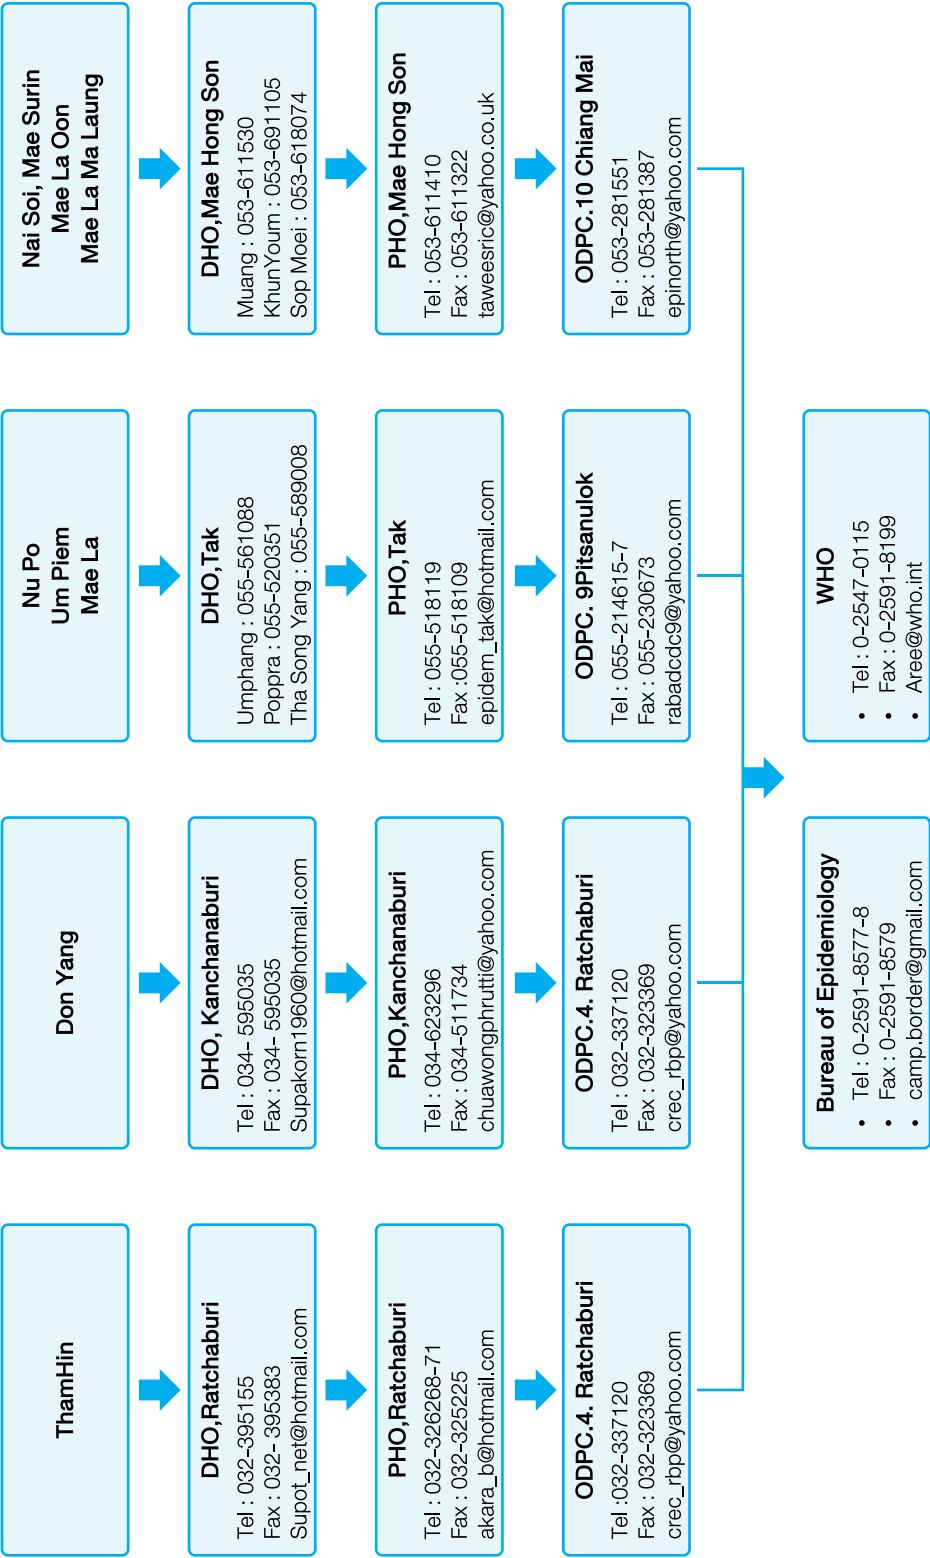 ThamHin
DHO,Ratchaburi
Tel : 032-395155
Fax : 032- 395383
Supot_net@hotmail.com
PHO,Ratchaburi
Tel : 032-326268-71
Fax : 032-325225
akara_b@hotmail.com
ODPC.4. Ratchaburi
Tel :032-337120
Fax : 032-323369
crec_rbp@yahoo.com
Don Yang
DHO, Kanchanaburi
Tel : 034- 595035
Fax : 034- 595035
Supakorn1960@hotmail.com
PHO,Kanchanaburi
Tel : 034-623296
Fax : 034-511734
chuawongphrutti@yahoo.com
ODPC.4. Ratchaburi
Tel : 032-337120
Fax : 032-323369
crec_rbp@yahoo.com
Nu Po
Um Piem
Mae La
DHO,Tak
Umphang : 055-561088
Poppra : 055-520351
Tha Song Yang : 055-589008
PHO,Tak
Tel : 055-518119
Fax :055-518109
epidem_tak@hotmail.com
ODPC. 9Pitsanulok
Tel : 055-214615-7
Fax : 055-230673
rabadcdc9@yahoo.com
Nai Soi, Mae Surin
Mae La Oon
Mae La Ma Laung
DHO,Mae Hong Son
Muang : 053-611530
KhunYoum : 053-691105
Sop Moei : 053-618074
PHO,Mae Hong Son
Tel : 053-611410
Fax : 053-611322
taweesric@yahoo.co.uk
ODPC.10 Chiang Mai
Tel : 053-281551
Fax : 053-281387
epinorth@yahoo.com
Bureau of Epidemiology
• Tel : 0-2591-8577-8
• Fax : 0-2591-8579
• camp.border@gmail.com
WHO
• Tel : 0-2547-0115
• Fax : 0-2591-8199
• Aree@who.int